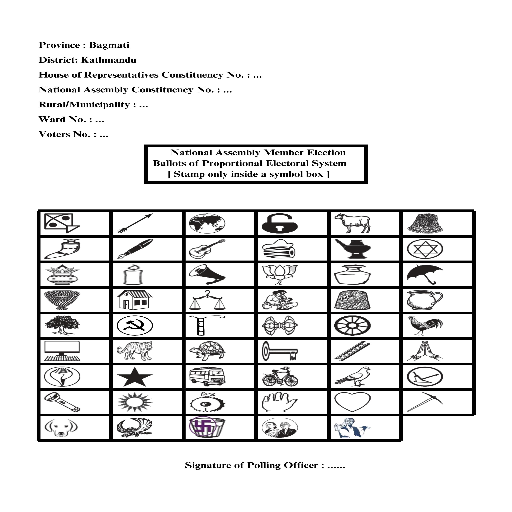 Province : Bagmati
District: Kathmandu
House of Representatives Constituency No. : ...
National Assembly Constituency No. : ...
Rural/Municipality : ...
Ward No. : ...
Voters No. : ...
National Assembly Member Election
Ballots of Proportional Electoral System
[ Stamp only inside a symbol box ]
Signature of Polling Officer : ......